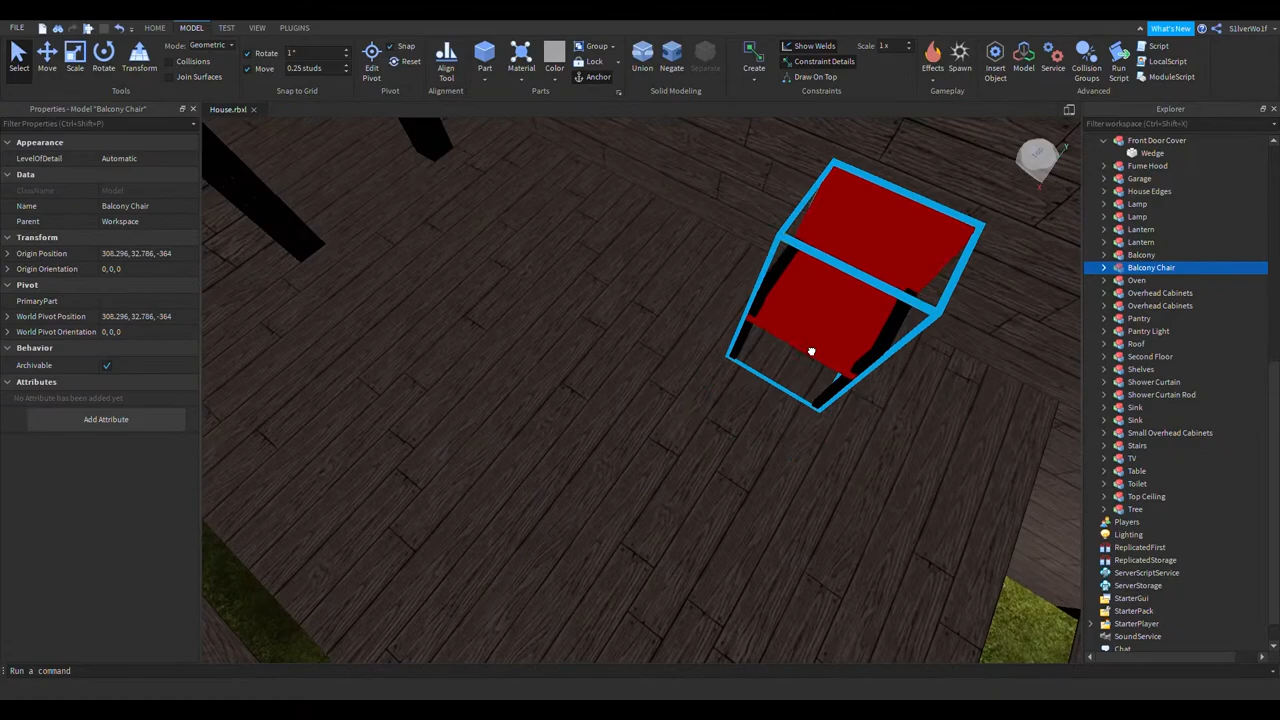 FILE HOME MODEL TEST VIEW PLUGINS What's New S1lverWo1f
Select Move Scale Rotate Transform
Mode: Geometric
Collisions
Join Surfaces
Tools
Rotate 1°
Move 0.25 studs
Snap to Grid
Edit Pivot
Snap
Reset
Pivot
Align Tool
Alignment
Part Material Color
Group
Lock
Anchor
Parts
Union Negate Separate
Solid Modeling
Create
Show Welds
Constraint Details
Draw On Top
Scale 1x
Constraints
Effects Spawn
Gameplay
Insert Object Model Service Collision Groups Run Script
Script
LocalScript
ModuleScript
Advanced
Properties - Model "Balcony Chair"
Filter Properties (Ctrl+Shift+P)
Appearance
LevelOfDetail Automatic
Data
ClassName Model
Name Balcony Chair
Parent Workspace
Transform
Origin Position 308.296, 32.786, -364
Origin Orientation 0, 0, 0
Pivot
PrimaryPart
World Pivot Position 308.296, 32.786, -364
World Pivot Orientation 0, 0, 0
Behavior
Archivable
Attributes
No Attribute has been added yet
Add Attribute
House.rbxl
Explorer
Filter workspace (Ctrl+Shift+X)
Front Door Cover
Wedge
Fume Hood
Garage
House Edges
Lamp
Lamp
Lantern
Lantern
Balcony
Balcony Chair
Oven
Overhead Cabinets
Overhead Cabinets
Pantry
Pantry Light
Roof
Second Floor
Shelves
Shower Curtain
Shower Curtain Rod
Sink
Sink
Small Overhead Cabinets
Stairs
TV
Table
Toilet
Top Ceiling
Tree
Players
Lighting
ReplicatedFirst
ReplicatedStorage
ServerScriptService
ServerStorage
StarterGui
StarterPack
StarterPlayer
SoundService
Chat
Run a command